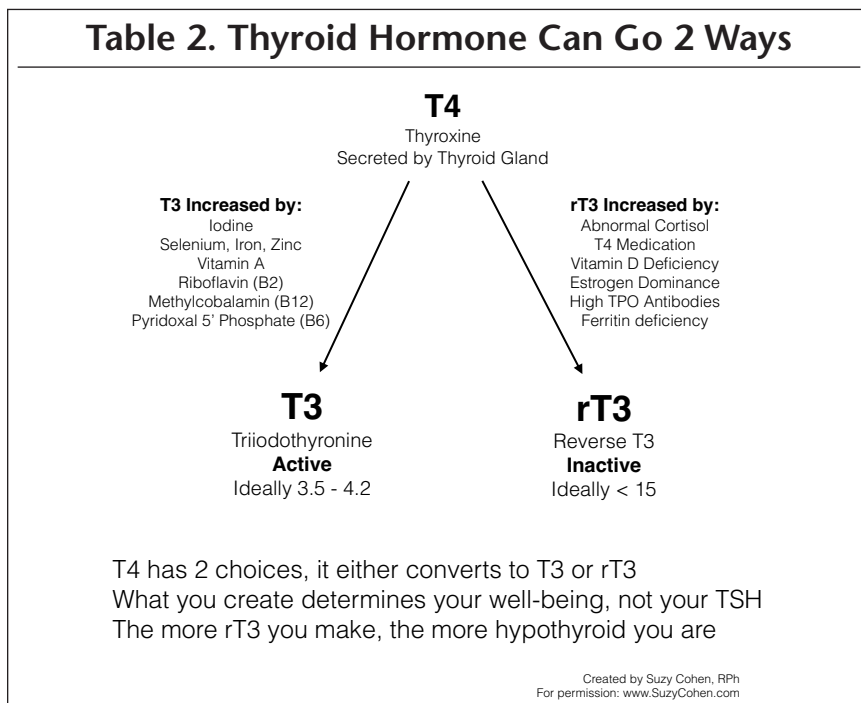 Table 2. Thyroid Hormone Can Go 2 Ways
T4
Thyroxine
Secreted by Thyroid Gland
T3 Increased by:
Iodine
Selenium, Iron, Zinc
Vitamin A
Riboflavin (B2)
Methylcobalamin (B12)
Pyridoxal 5' Phosphate (B6)
rT3 Increased by:
Abnormal Cortisol
T4 Medication
Vitamin D Deficiency
Estrogen Dominance
High TPO Antibodies
Ferritin deficiency
T3
Triiodothyronine
Active
Ideally 3.5 - 4.2
rT3
Reverse T3
Inactive
Ideally < 15
T4 has 2 choices, it either converts to T3 or rT3
What you create determines your well-being, not your TSH
The more rT3 you make, the more hypothyroid you are
Created by Suzy Cohen, RPh
For permission: www.SuzyCohen.com